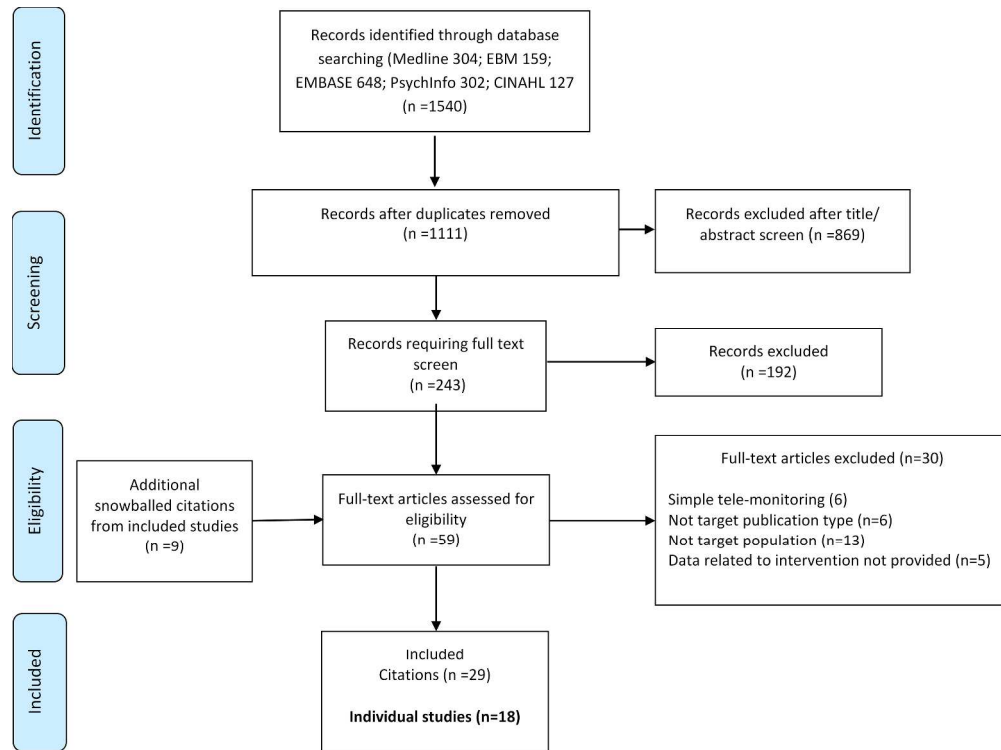 Identification
Records identified through database
searching (Medline 304; EBM 159;
EMBASE 648; PsychInfo 302; CINAHL 127
(n =1540)
Screening
Records after duplicates removed
(n =1111)
Records excluded after title/
abstract screen (n =869)
Records requiring full text
screen
(n =243)
Records excluded
(n =192)
Eligibility
Additional
snowballed citations
from included studies
(n =9)
Full-text articles assessed for
eligibility
(n =59)
Full-text articles excluded (n=30)
Simple tele-monitoring (6)
Not target publication type (n=6)
Not target population (n=13)
Data related to intervention not provided (n=5)
Included
Included
Citations (n =29)
Individual studies (n=18)